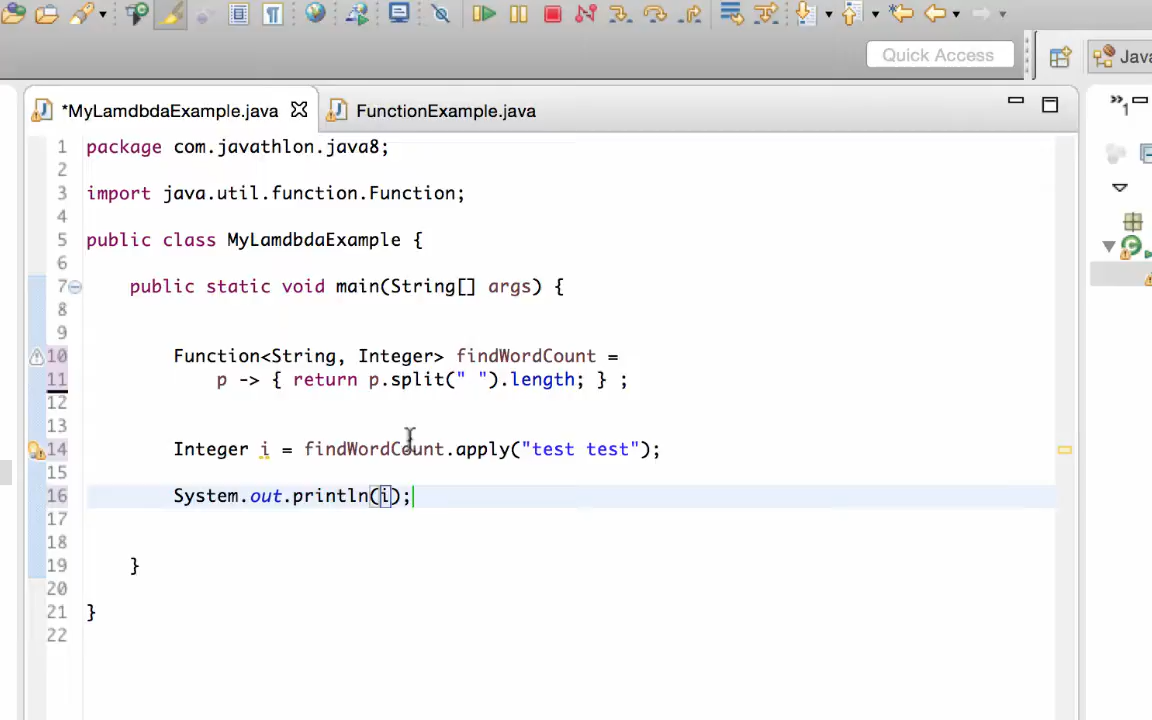 Quick Access
Java
*MyLamdbdaExample.java
FunctionExample.java
»1
1 package com.javathlon.java8;
2
3 import java.util.function.Function;
4
5 public class MyLamdbdaExample {
6
7 public static void main(String[] args) {
8
9
10 Function<String, Integer> findWordCount =
11 p -> { return p.split(" ").length; } ;
12
13
14 Integer i = findWordCount.apply("test test");
15
16 System.out.println(i);
17
18
19 }
20
21 }
22